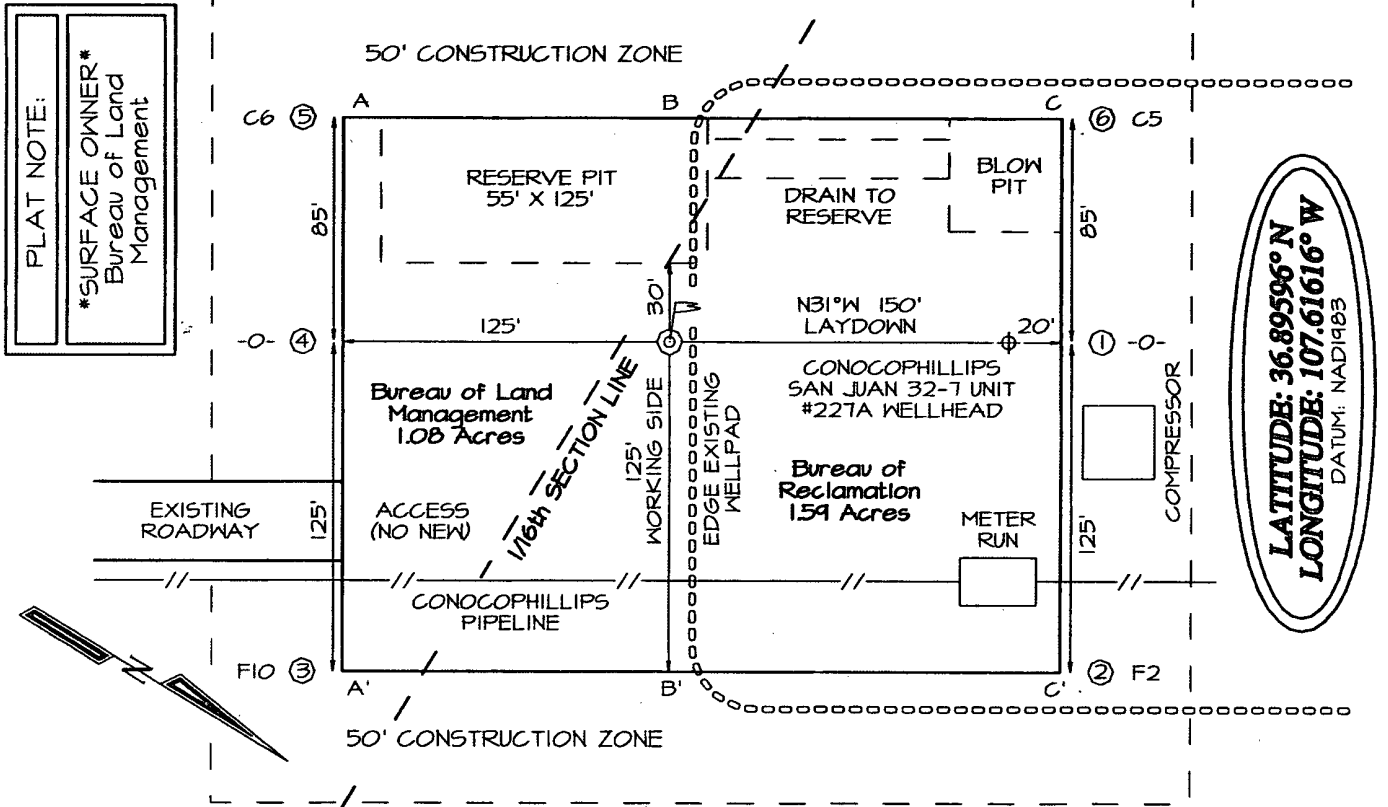 PLAT NOTE:
*SURFACE OWNER*
Bureau of Land
Management
50' CONSTRUCTION ZONE
C6 ⑤
A
B
C
⑥ C5
RESERVE PIT
55' X 125'
BLOW
PIT
DRAIN TO
RESERVE
85'
85'
30'
N31°W 150'
LAYDOWN
-0- ④
125'
20'
① -0-
CONOCOPHILLIPS
SAN JUAN 32-7 UNIT
#227A WELLHEAD
Bureau of Land
Management
1.08 Acres
1/16th SECTION LINE
125'
WORKING SIDE
EDGE EXISTING
WELLPAD
COMPRESSOR
Bureau of
Reclamation
1.59 Acres
EXISTING
ROADWAY
125'
ACCESS
(NO NEW)
METER
RUN
125'
CONOCOPHILLIPS
PIPELINE
N
F10 ③
A'
B'
C'
② F2
50' CONSTRUCTION ZONE
LATITUDE: 36.89596° N
LONGITUDE: 107.61616° W
DATUM: NAD1983